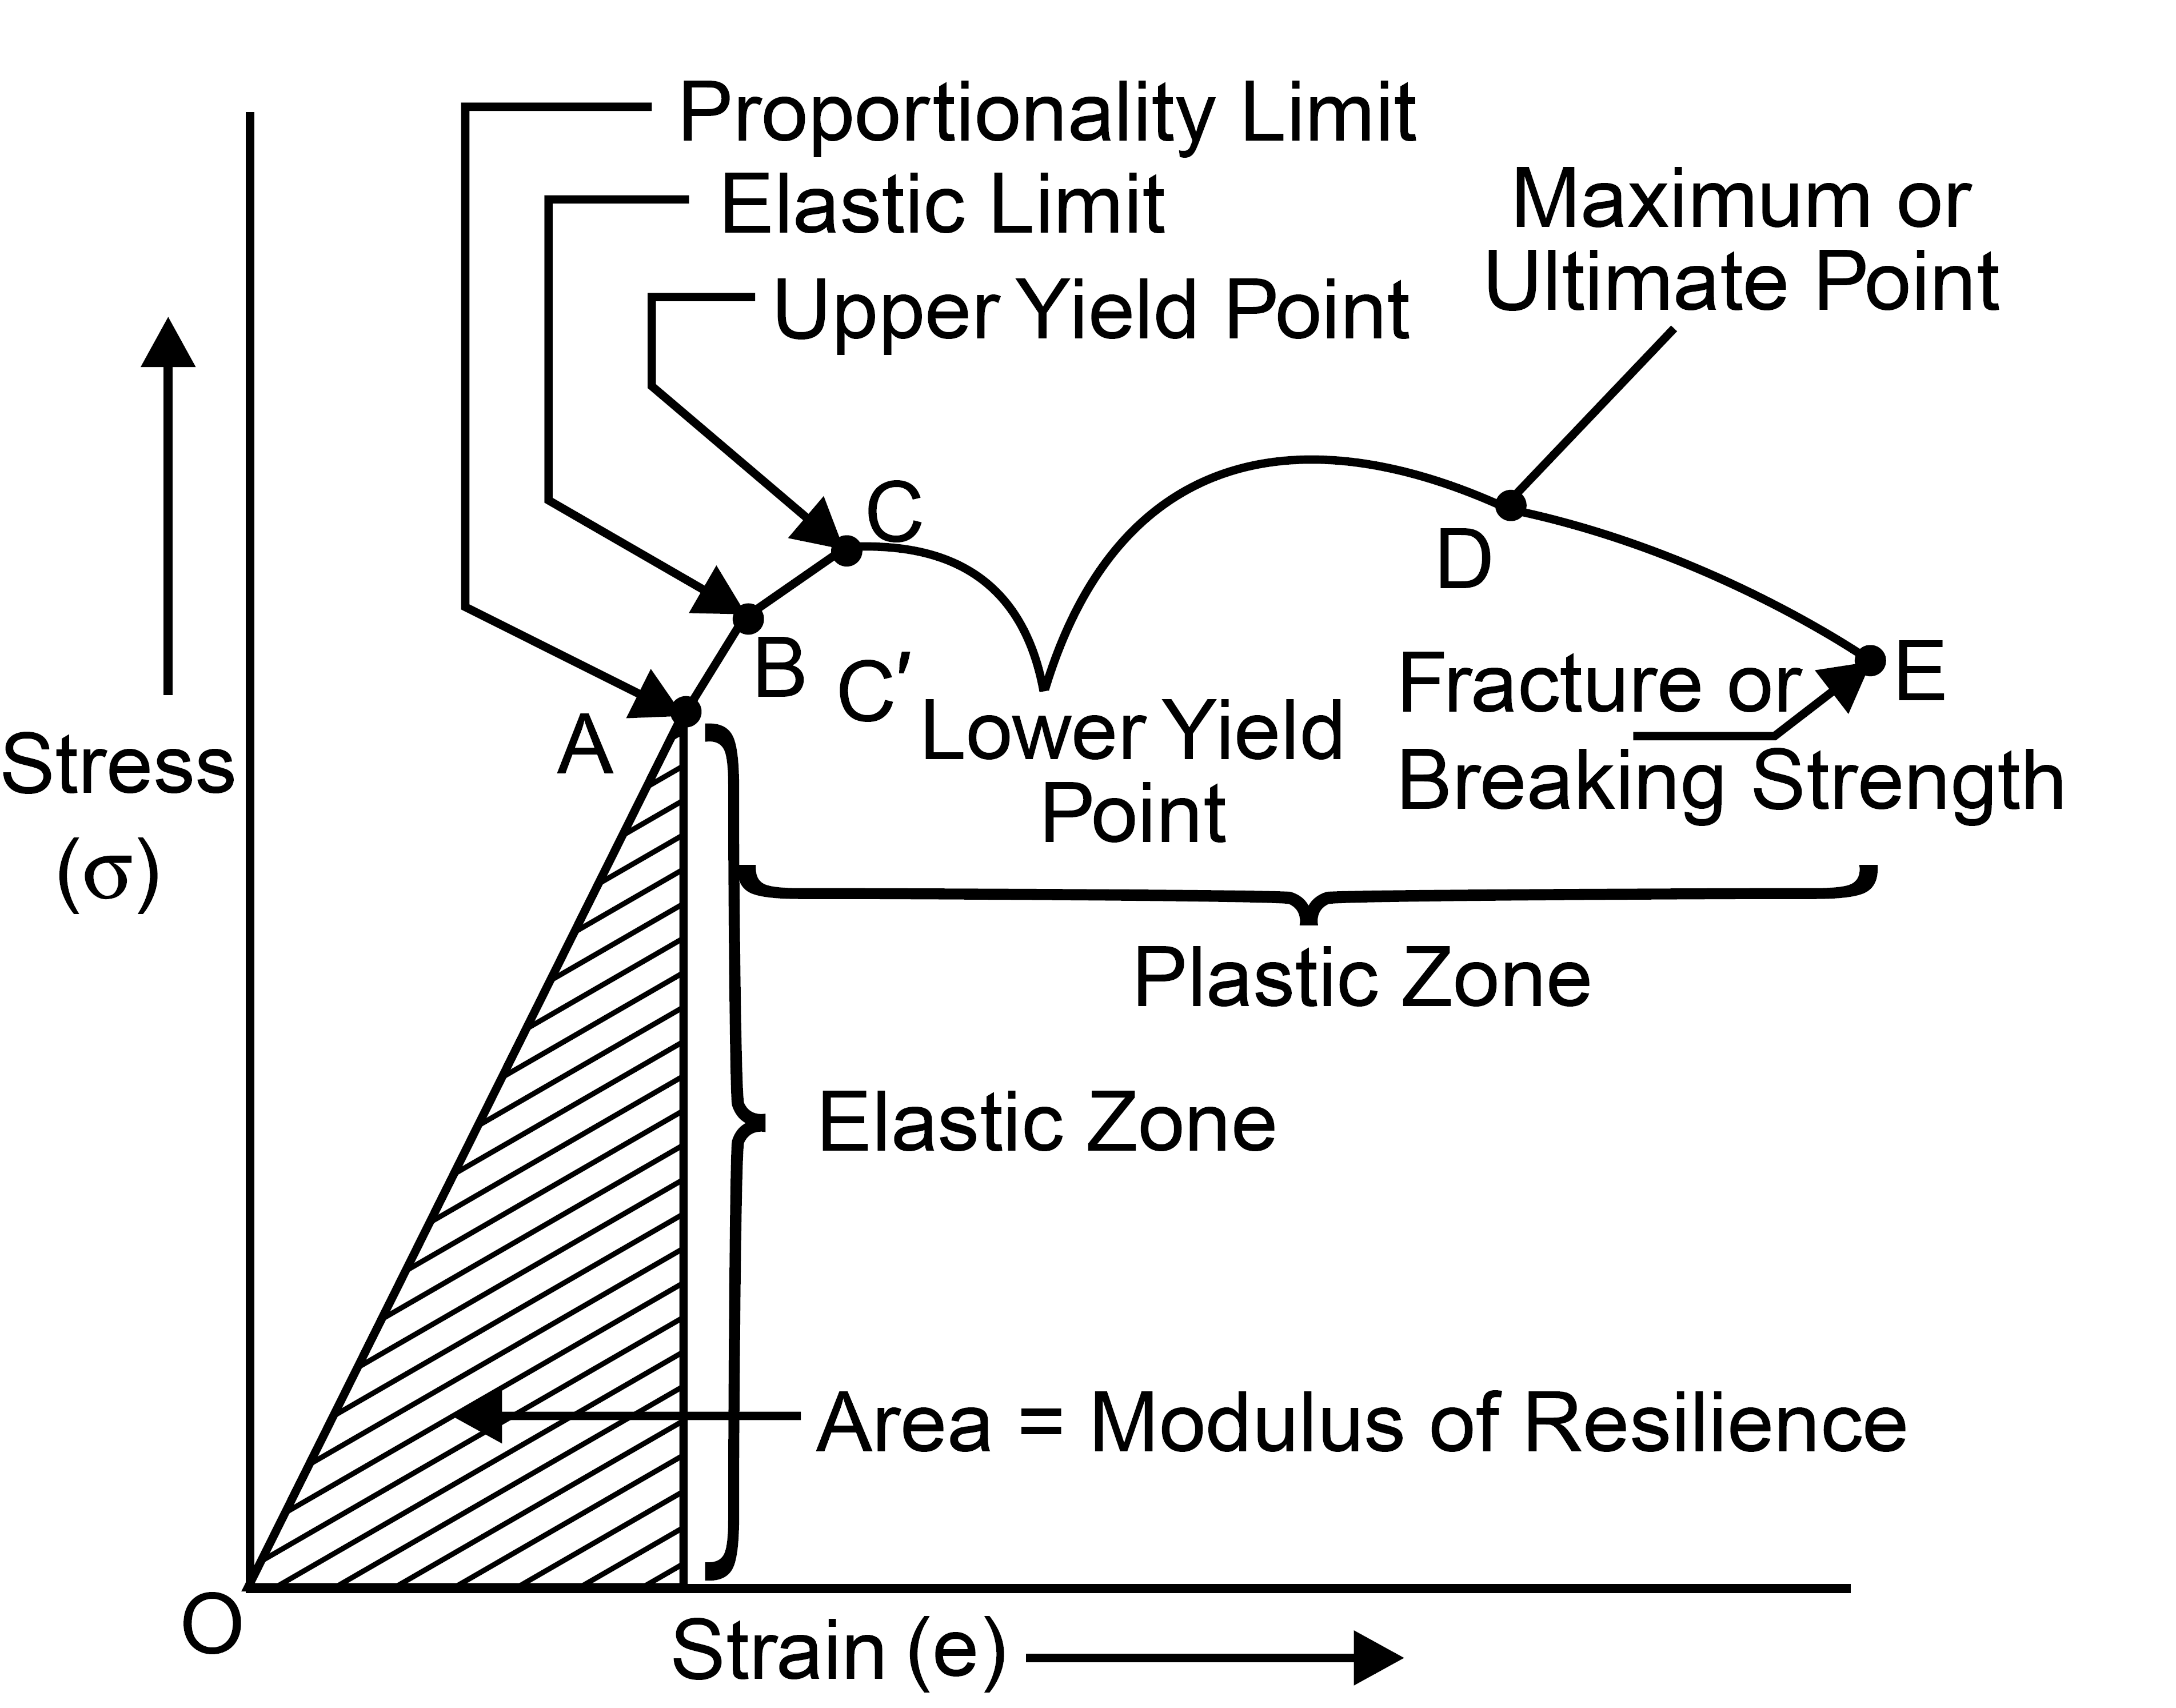 Proportionality Limit
Elastic Limit
Upper Yield Point
Maximum or
Ultimate Point
C
D
B
C'
A
Lower Yield
Point
Fracture or
Breaking Strength
E
Stress
(σ)
Plastic Zone
Elastic Zone
Area = Modulus of Resilience
O
Strain (e)